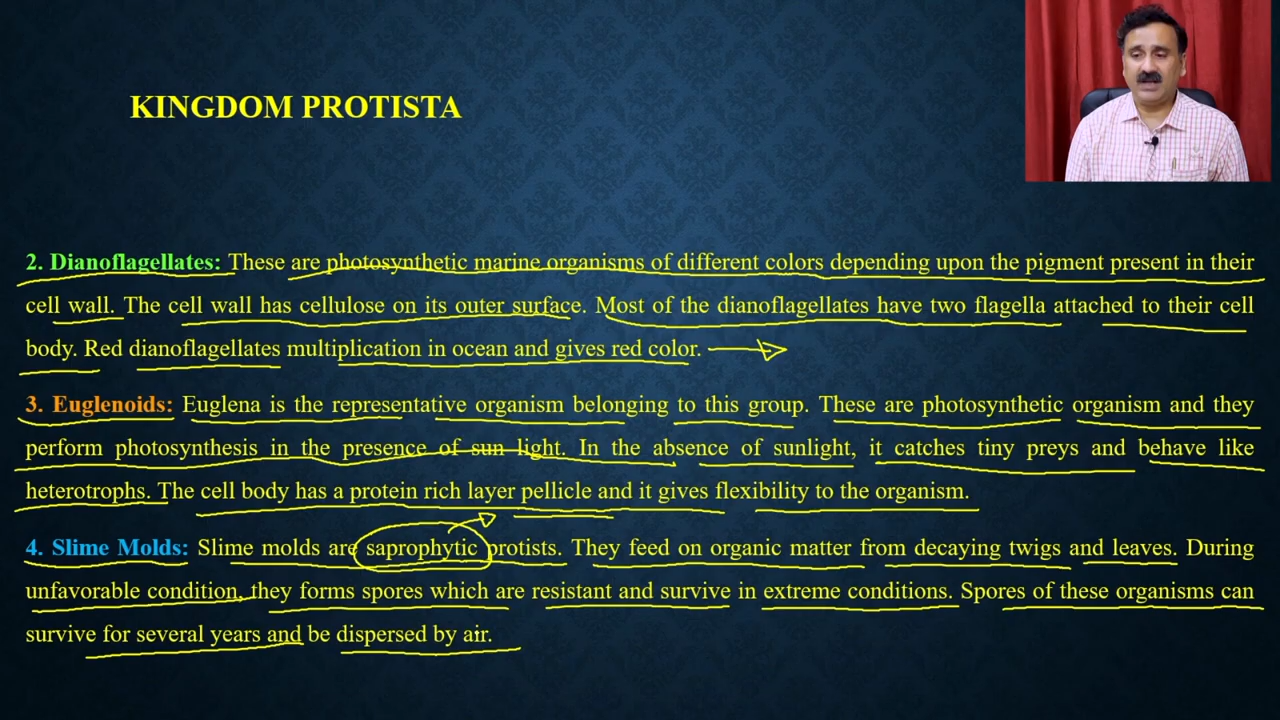 KINGDOM PROTISTA
2. Dianoflagellates: These are photosynthetic marine organisms of different colors depending upon the pigment present in their
cell wall. The cell wall has cellulose on its outer surface. Most of the dianoflagellates have two flagella attached to their cell
body. Red dianoflagellates multiplication in ocean and gives red color.
3. Euglenoids: Euglena is the representative organism belonging to this group. These are photosynthetic organism and they
perform photosynthesis in the presence of sun light. In the absence of sunlight, it catches tiny preys and behave like
heterotrophs. The cell body has a protein rich layer pellicle and it gives flexibility to the organism.
4. Slime Molds: Slime molds are saprophytic protists. They feed on organic matter from decaying twigs and leaves. During
unfavorable condition, they forms spores which are resistant and survive in extreme conditions. Spores of these organisms can
survive for several years and be dispersed by air.